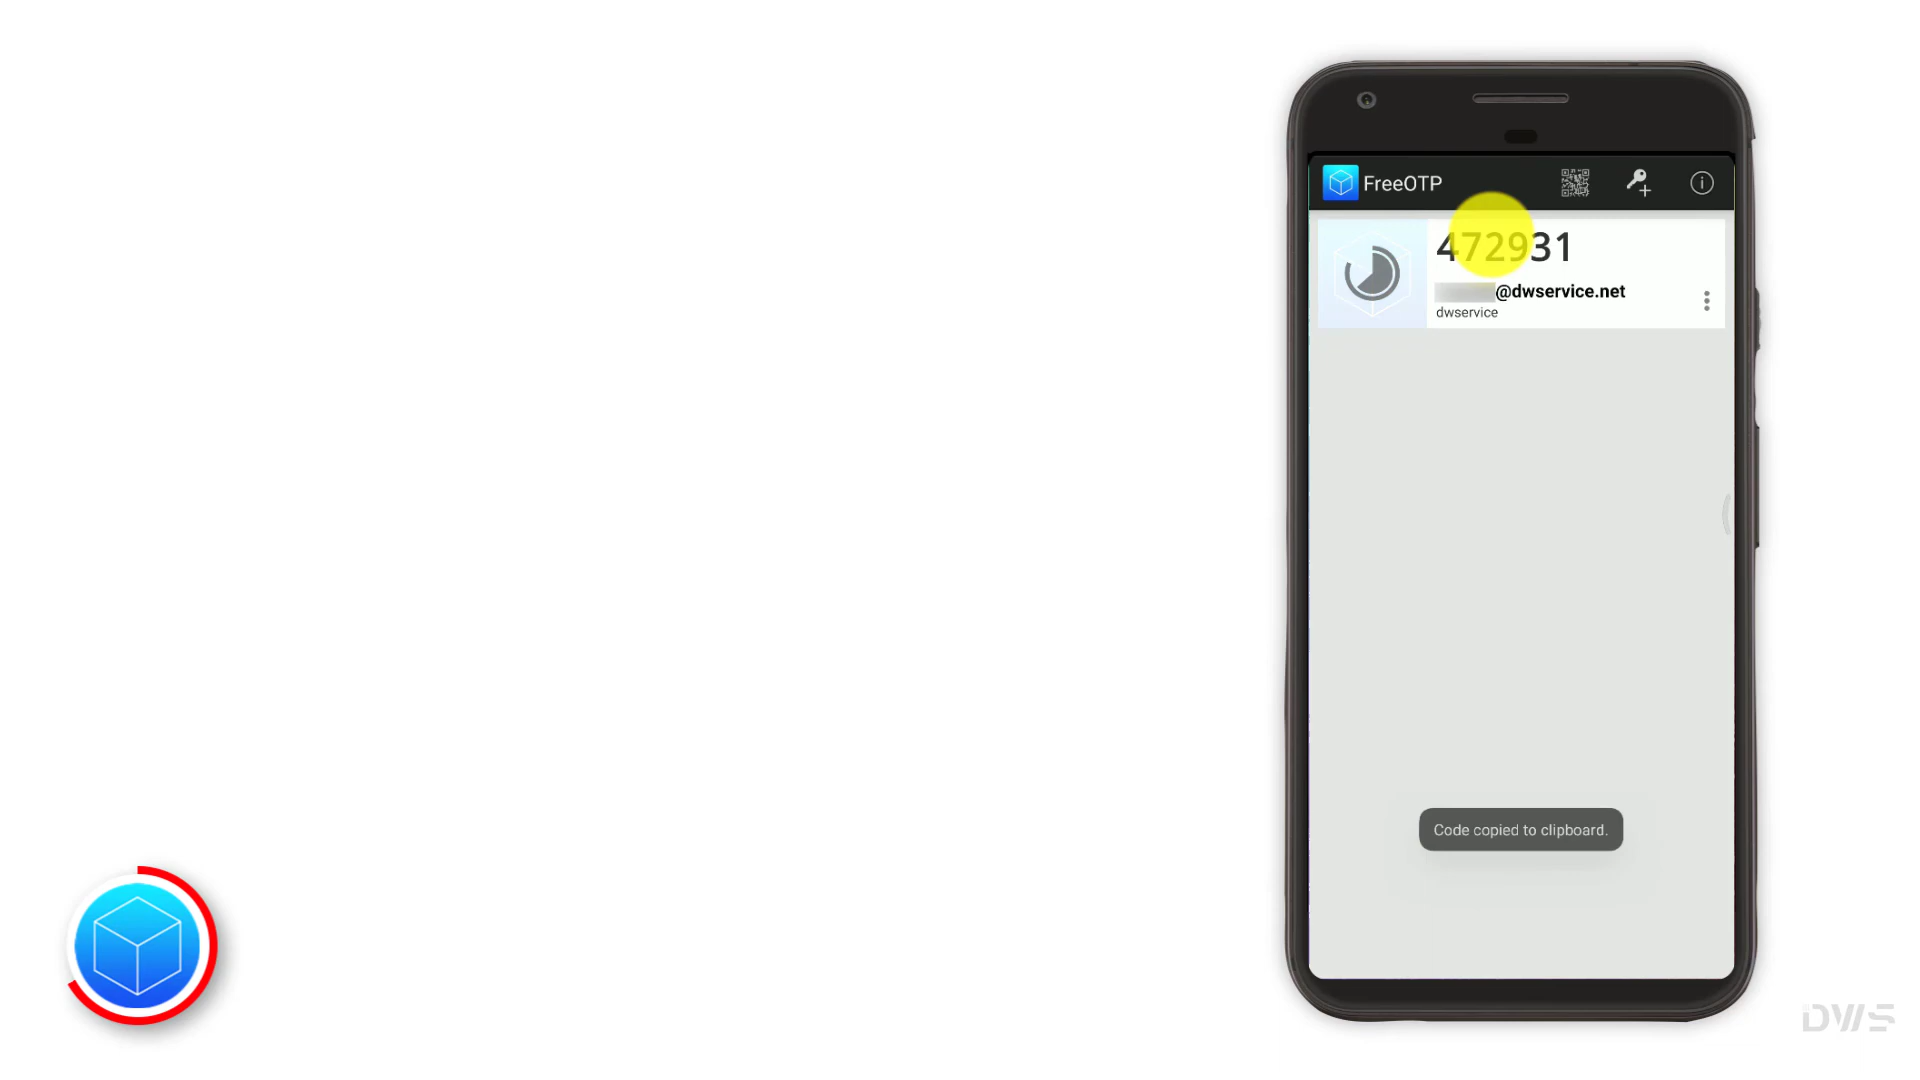 FreeOTP
472931
@dwservice.net
dwservice
Code copied to clipboard.
DWS